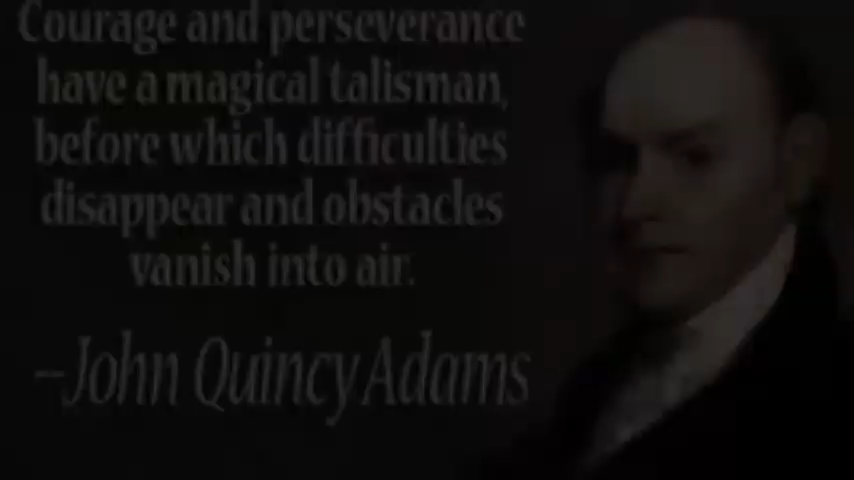 Courage and perseverance
have a magical talisman,
before which difficulties
disappear and obstacles
vanish into air.
–John Quincy Adams